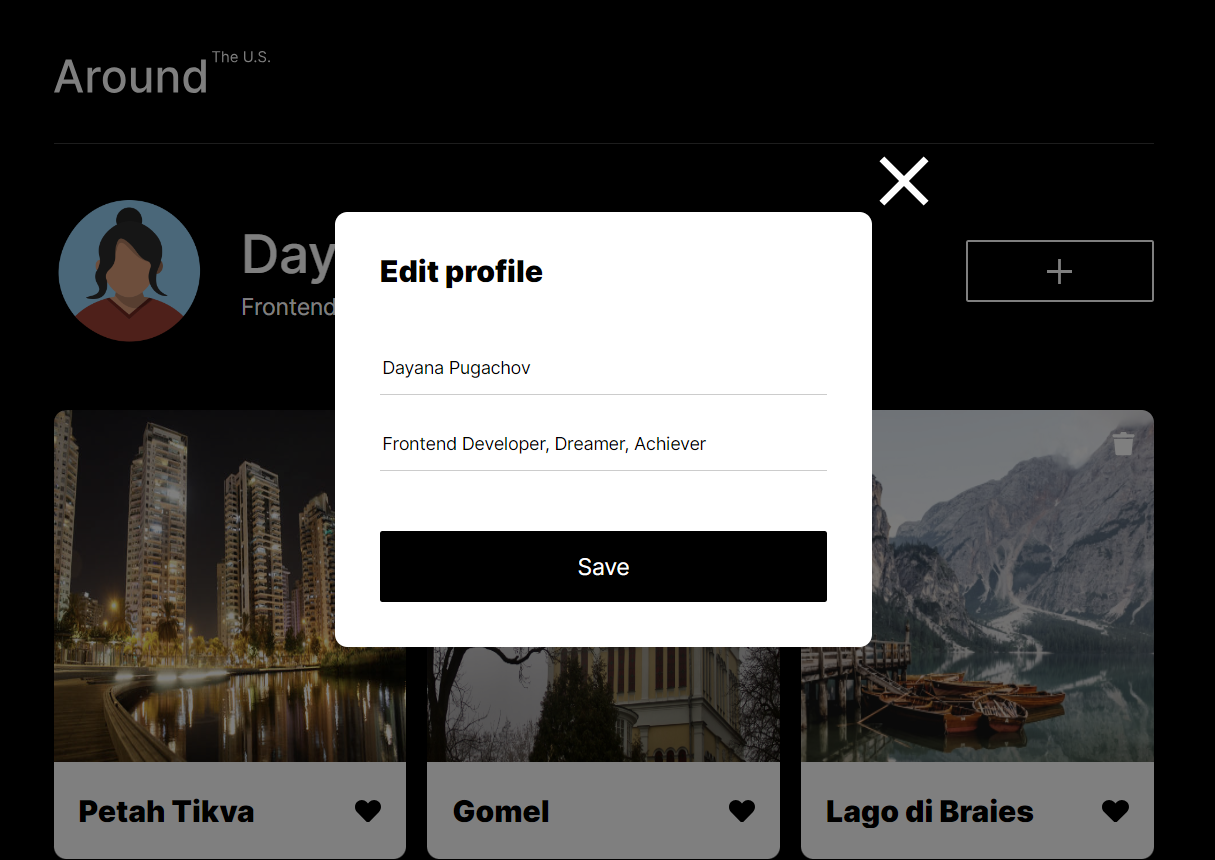 Around The U.S.
Day
Frontend
Edit profile
Dayana Pugachov
Frontend Developer, Dreamer, Achiever
Save
Petah Tikva
Gomel
Lago di Braies